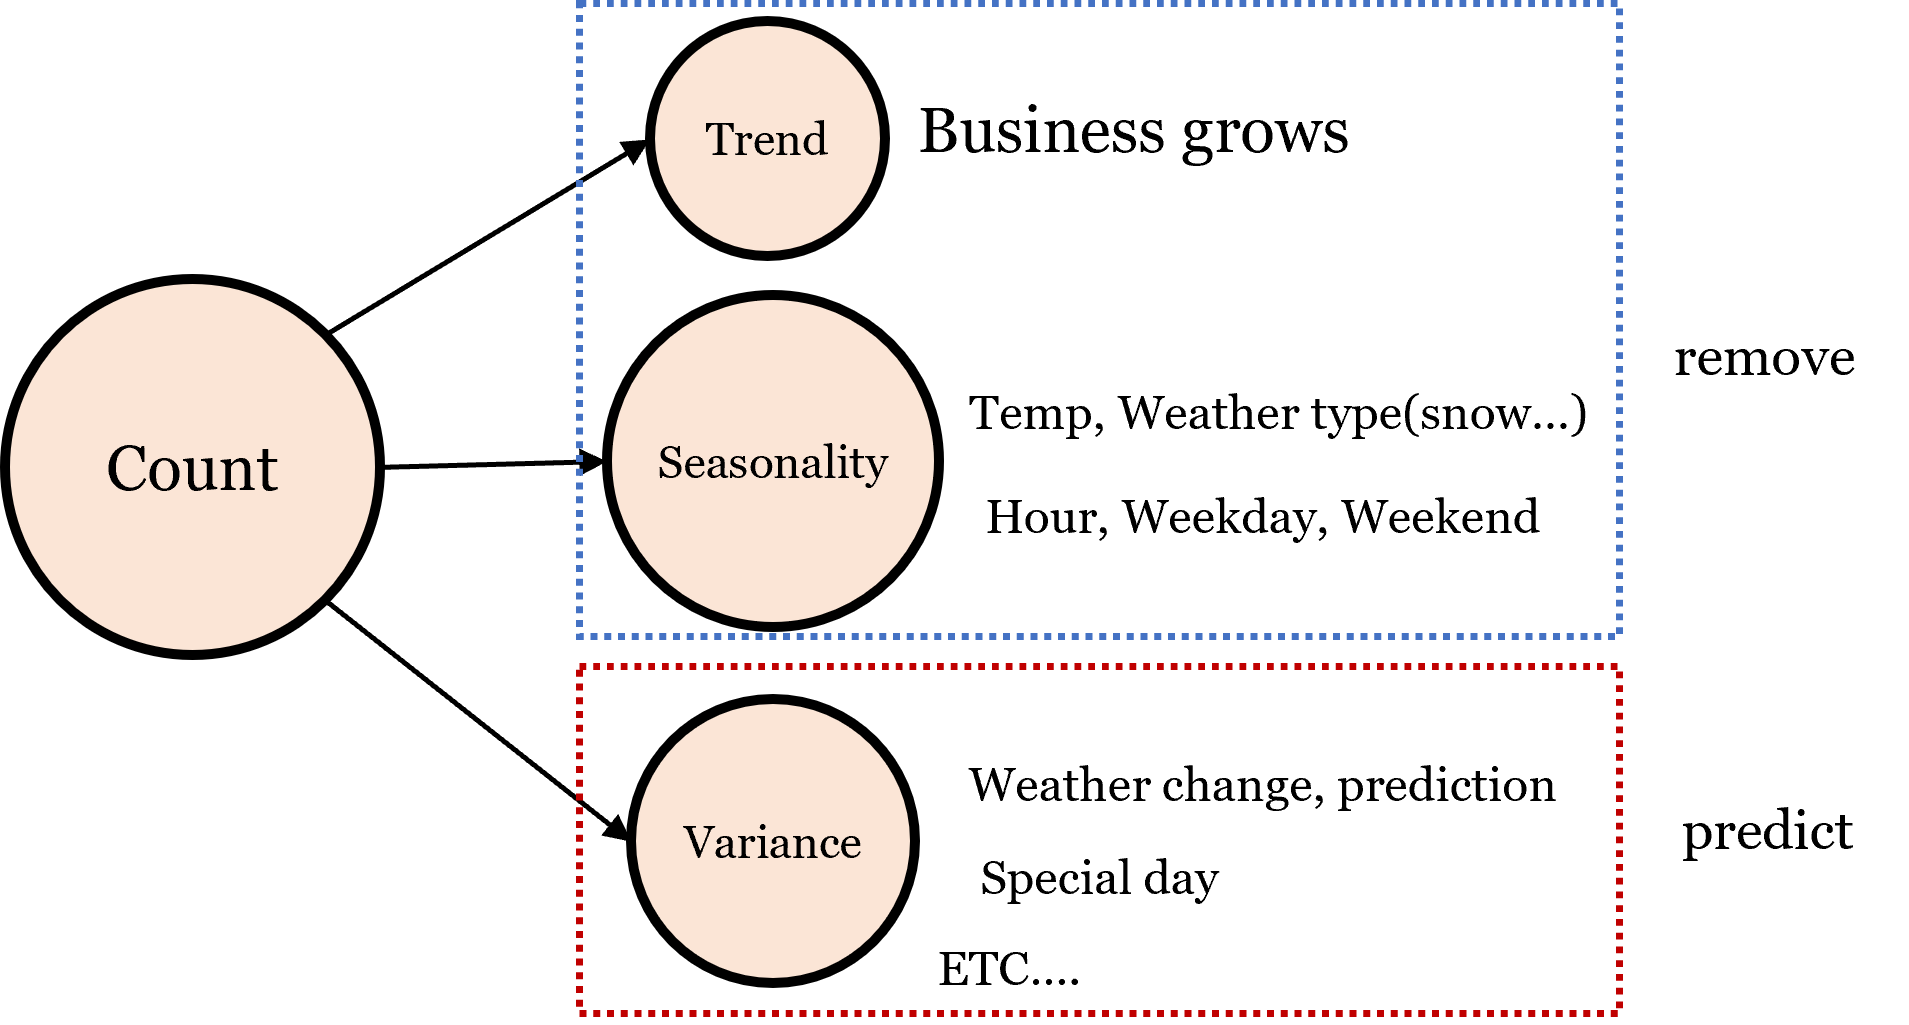 Trend
Business grows
remove
Temp, Weather type(snow...)
Seasonality
Count
Hour, Weekday, Weekend
Weather change, prediction
predict
Variance
Special day
ETC....